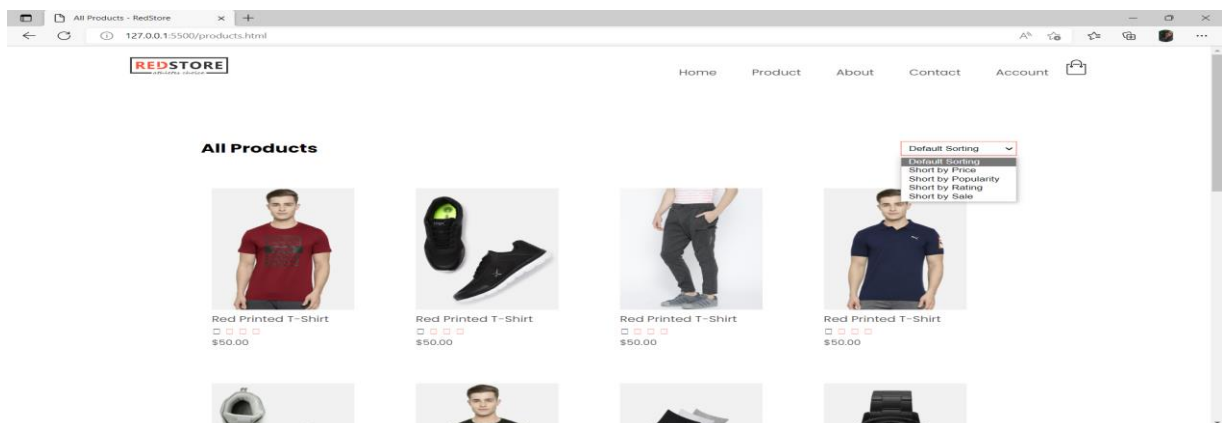 All Products - RedStore
127.0.0.1:5500/products.html
REDSTORE
Home Product About Contact Account
All Products
Default Sorting
Default Sorting
Short by Price
Short by Popularity
Short by Rating
Short by Sale
Red Printed T-Shirt Red Printed T-Shirt Red Printed T-Shirt Red Printed T-Shirt
$50.00 $50.00 $50.00 $50.00